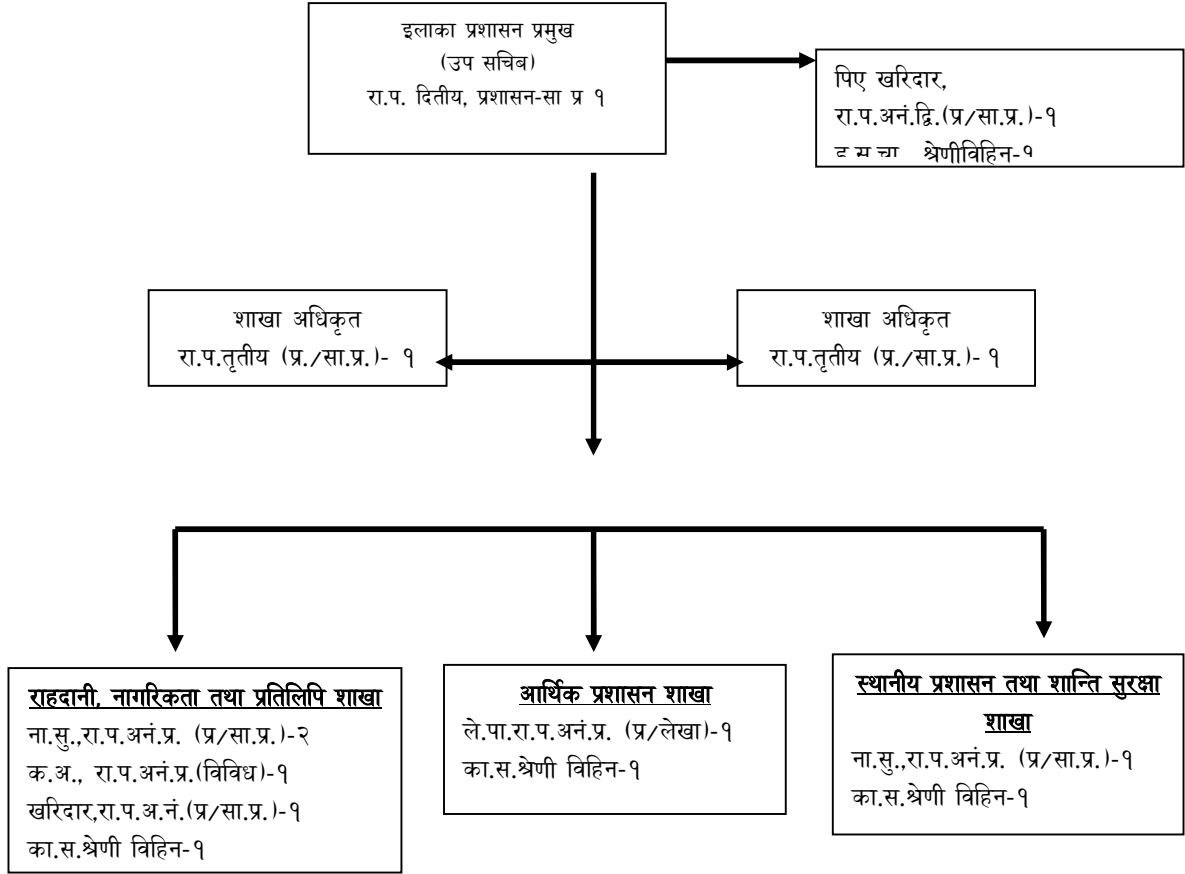 इलाका प्रशासन प्रमुख
(उप सचिब)
रा.प. दितीय, प्रशासन-सा प्र १
पिए खरिदार,
रा.प.अनं.द्वि.(प्र/सा.प्र.)-१
श्रेणीविहिन-१
शाखा अधिकृत
रा.प.तृतीय (प्र./सा.प्र.)- १
शाखा अधिकृत
रा.प.तृतीय (प्र./सा.प्र.)- १
राहदानी, नागरिकता तथा प्रतिलिपि शाखा
ना.सु.,रा.प.अनं.प्र. (प्र/सा.प्र.)-२
क.अ., रा.प.अनं.प्र.(विविध)-१
खरिदार,रा.प.अ.नं.(प्र/सा.प्र.)-१
का.स.श्रेणी विहिन-१
आर्थिक प्रशासन शाखा
ले.पा.रा.प.अनं.प्र. (प्र/लेखा)-१
का.स.श्रेणी विहिन-१
स्थानीय प्रशासन तथा शान्ति सुरक्षा
शाखा
ना.सु.,रा.प.अनं.प्र. (प्र/सा.प्र.)-१
का.स.श्रेणी विहिन-१